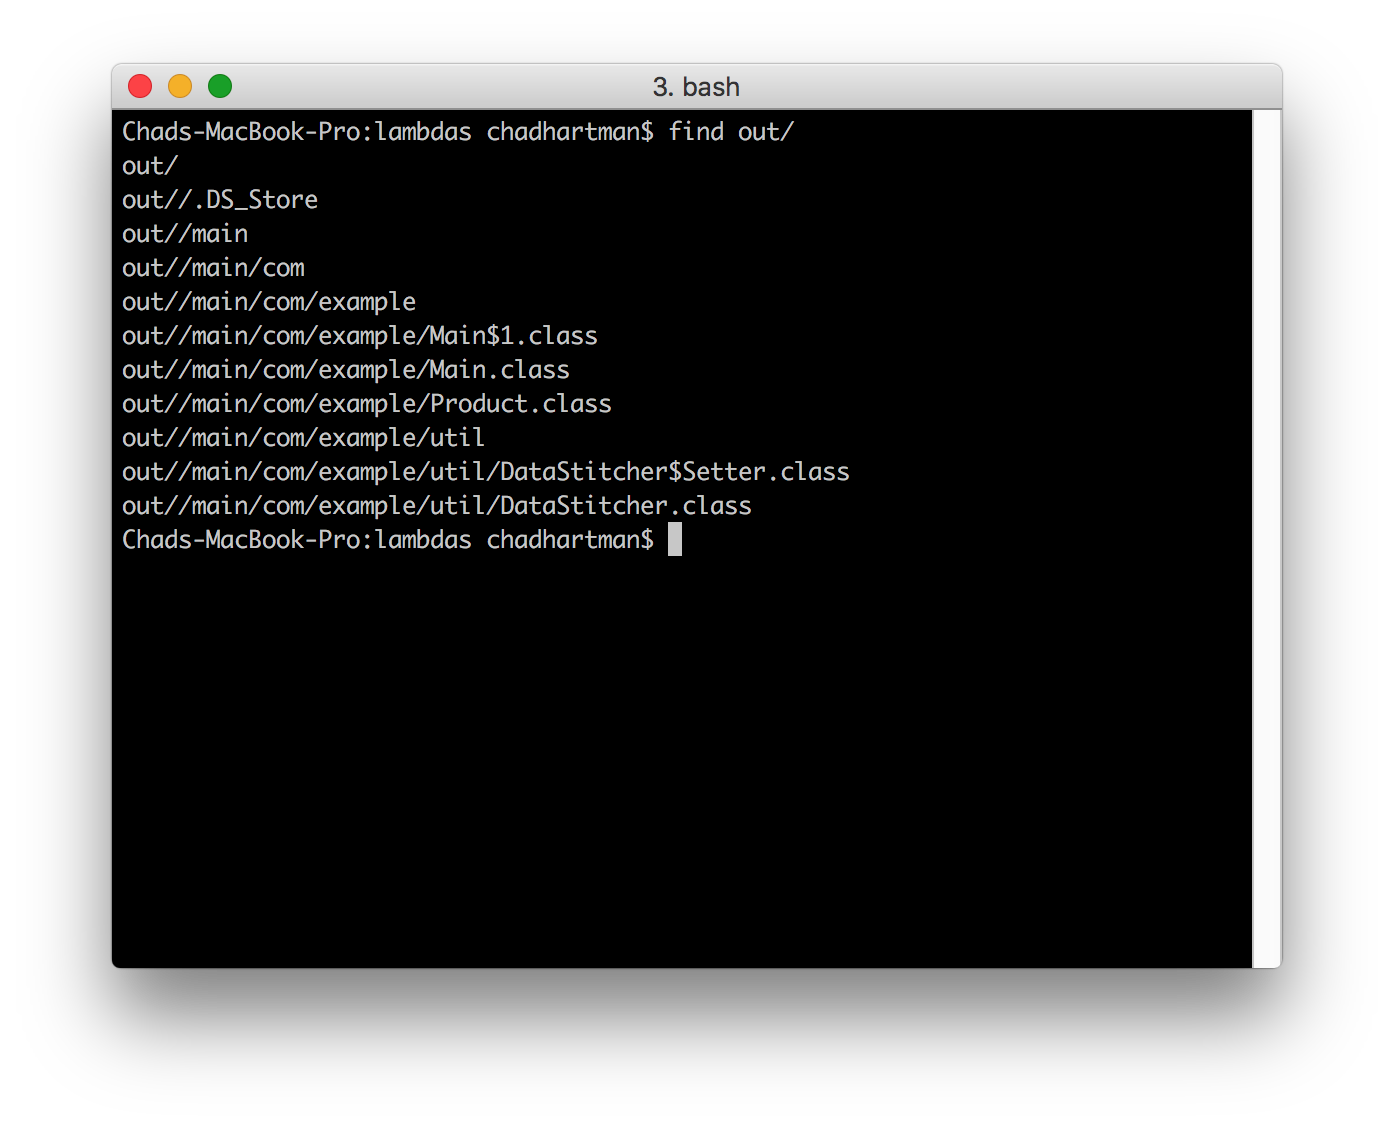 3. bash
Chads-MacBook-Pro:lambdas chadhartman$ find out/
out/
out//.DS_Store
out//main
out//main/com
out//main/com/example
out//main/com/example/Main$1.class
out//main/com/example/Main.class
out//main/com/example/Product.class
out//main/com/example/util
out//main/com/example/util/DataStitcher$Setter.class
out//main/com/example/util/DataStitcher.class
Chads-MacBook-Pro:lambdas chadhartman$